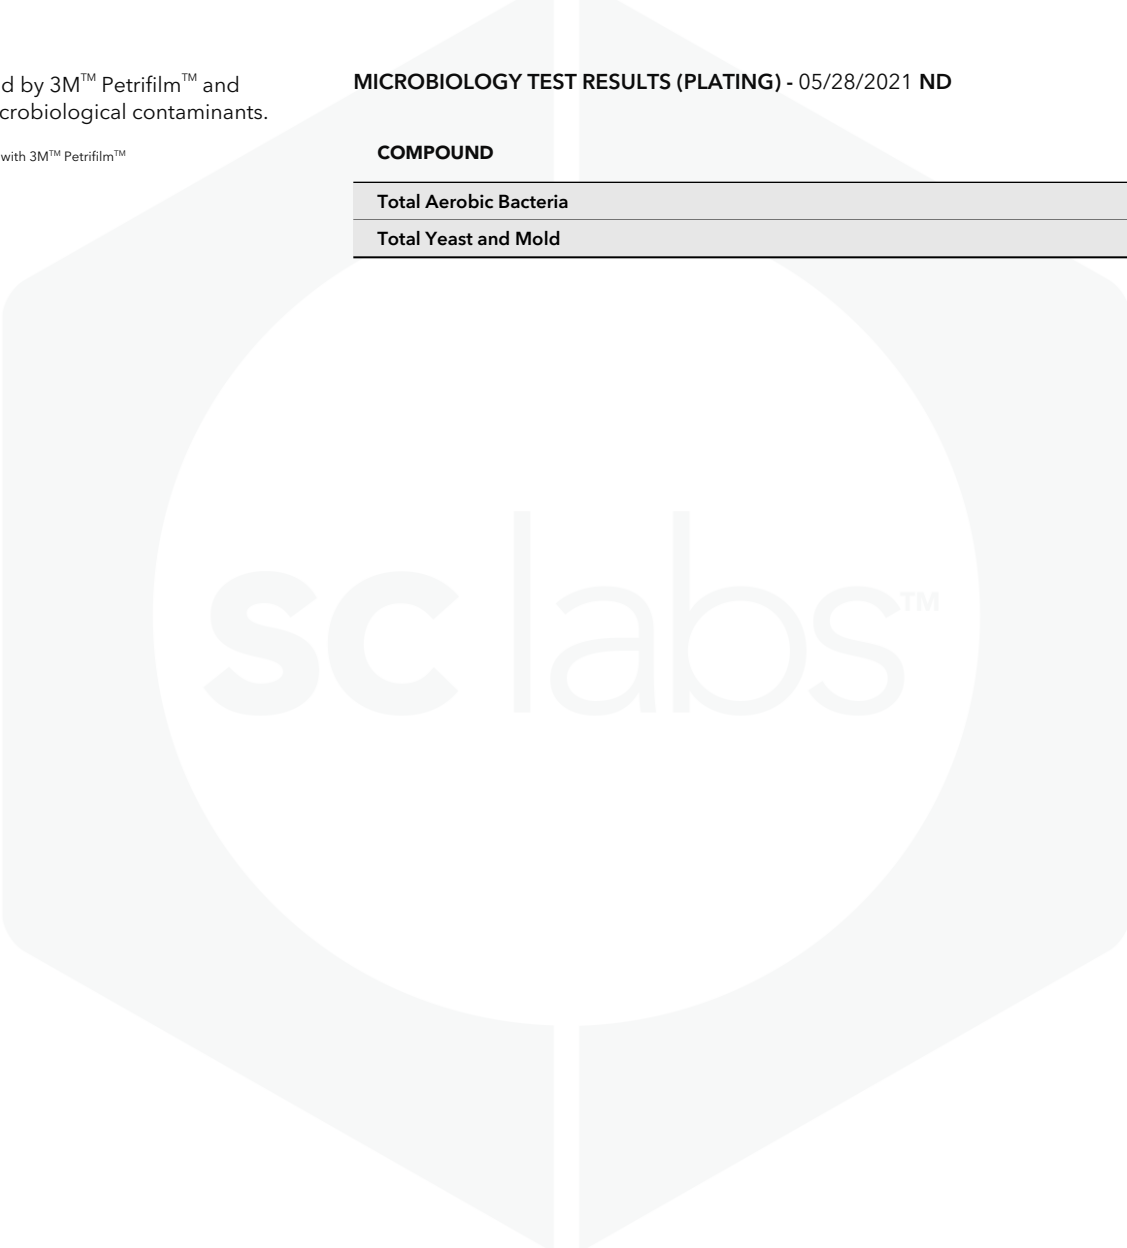 d by 3M™ Petrifilm™ and
crobiological contaminants.
with 3M™ Petrifilm™
MICROBIOLOGY TEST RESULTS (PLATING) - 05/28/2021 ND
COMPOUND
Total Aerobic Bacteria
Total Yeast and Mold
sc labs™